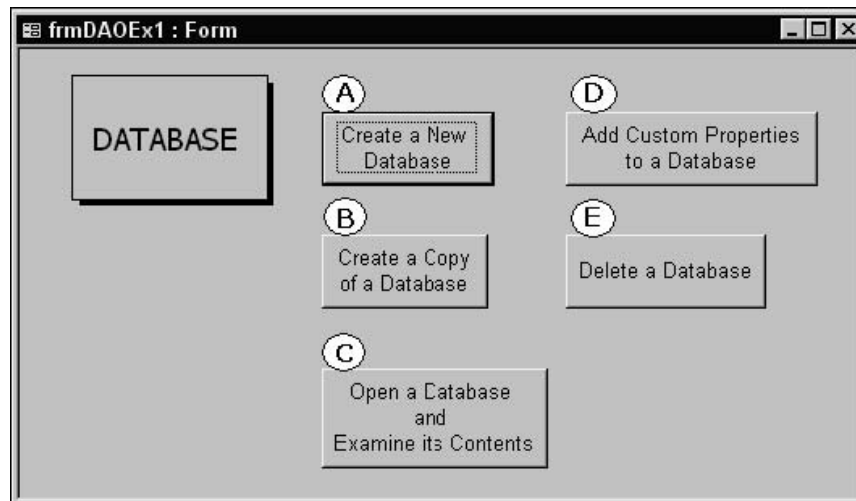 frmDAOEx1 : Form
DATABASE
A
Create a New
Database
B
Create a Copy
of a Database
C
Open a Database
and
Examine its Contents
D
Add Custom Properties
to a Database
E
Delete a Database